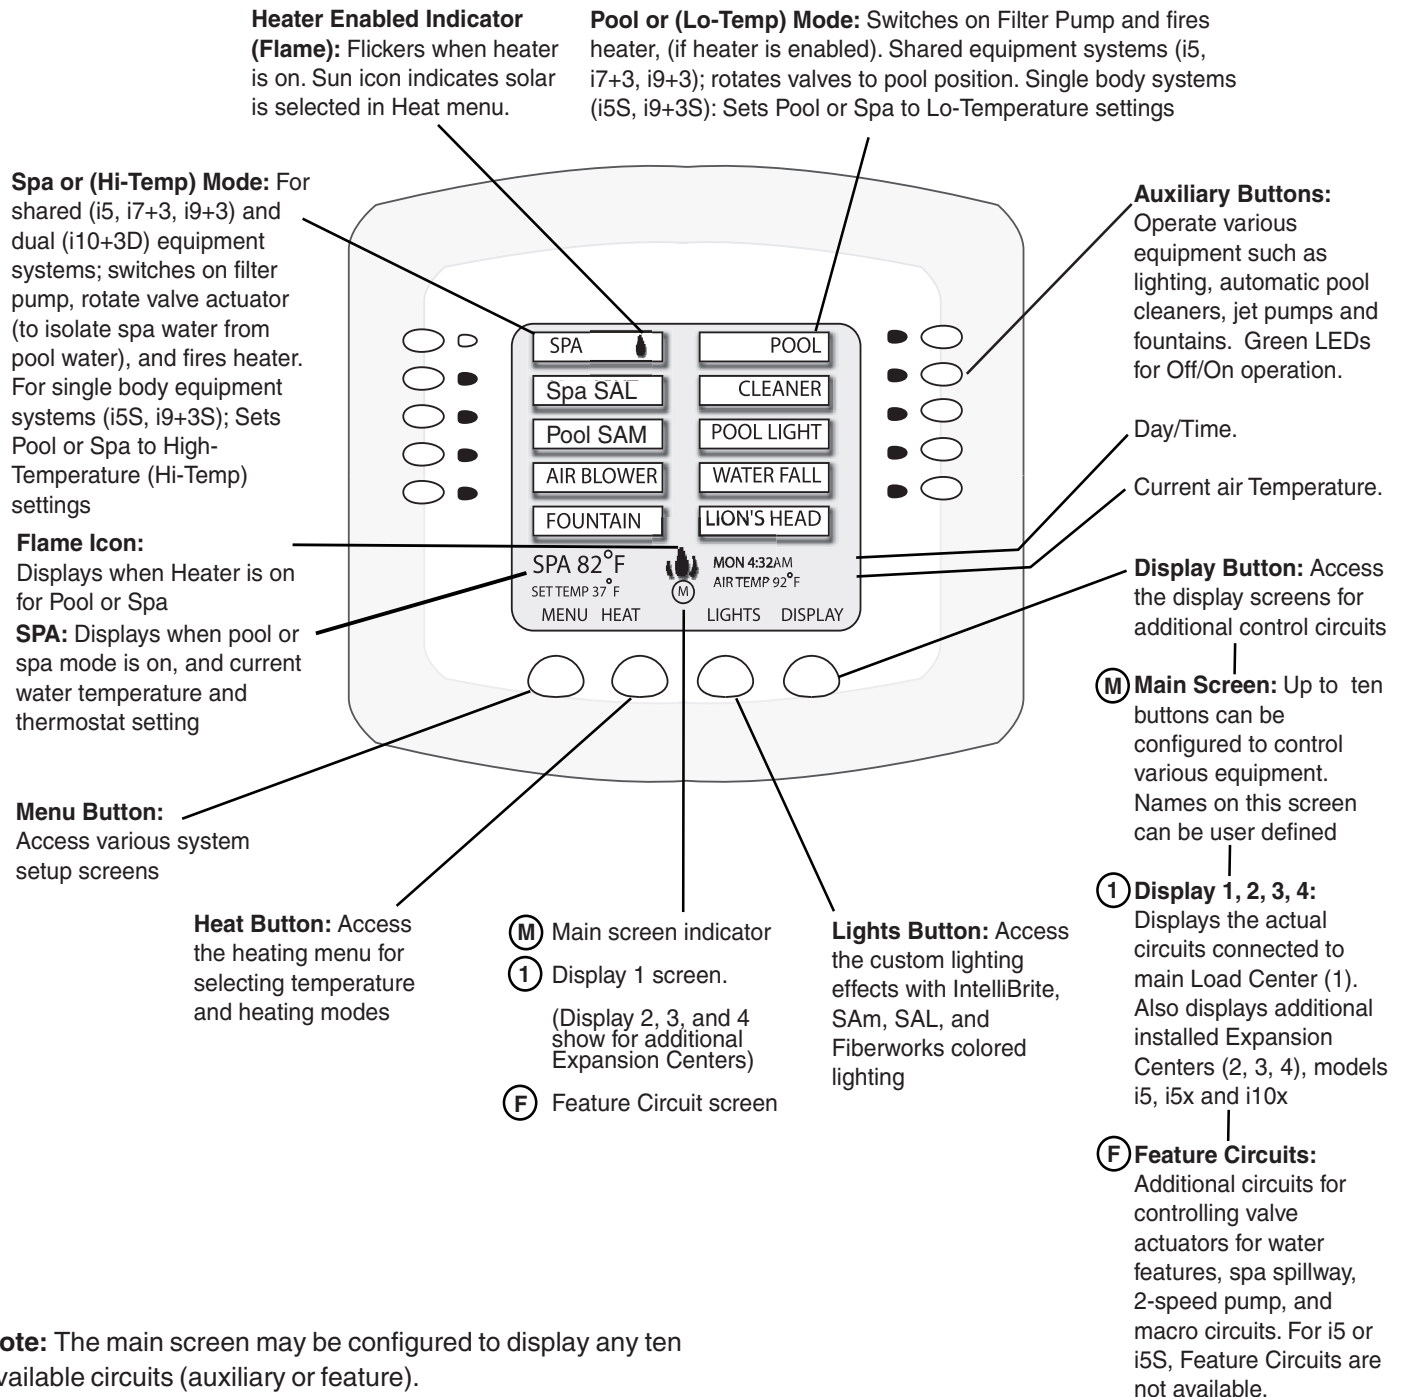 Heater Enabled Indicator
(Flame): Flickers when heater
is on. Sun icon indicates solar
is selected in Heat menu.
Pool or (Lo-Temp) Mode: Switches on Filter Pump and fires
heater, (if heater is enabled). Shared equipment systems (i5,
i7+3, i9+3); rotates valves to pool position. Single body systems
(i5S, i9+3S): Sets Pool or Spa to Lo-Temperature settings
Spa or (Hi-Temp) Mode: For
shared (i5, i7+3, i9+3) and
dual (i10+3D) equipment
systems; switches on filter
pump, rotate valve actuator
(to isolate spa water from
pool water), and fires heater.
For single body equipment
systems (i5S, i9+3S); Sets
Pool or Spa to High-
Temperature (Hi-Temp)
settings
Flame Icon:
Displays when Heater is on
for Pool or Spa
SPA: Displays when pool or
spa mode is on, and current
water temperature and
thermostat setting
Menu Button:
Access various system
setup screens
SPA
Spa SAL
Pool SAM
AIR BLOWER
FOUNTAIN
POOL
CLEANER
POOL LIGHT
WATER FALL
LION'S HEAD
SPA 82°F
SET TEMP 37°F
M
MON 4:32AM
AIR TEMP 92°F
MENU HEAT LIGHTS DISPLAY
Auxiliary Buttons:
Operate various
equipment such as
lighting, automatic pool
cleaners, jet pumps and
fountains. Green LEDs
for Off/On operation.
Day/Time.
Current air Temperature.
Display Button: Access
the display screens for
additional control circuits
M Main Screen: Up to ten
buttons can be
configured to control
various equipment.
Names on this screen
can be user defined
1 Display 1, 2, 3, 4:
Displays the actual
circuits connected to
main Load Center (1).
Also displays additional
installed Expansion
Centers (2, 3, 4), models
i5, i5x and i10x
F Feature Circuits:
Additional circuits for
controlling valve
actuators for water
features, spa spillway,
2-speed pump, and
macro circuits. For i5 or
i5S, Feature Circuits are
not available.
Heat Button: Access
the heating menu for
selecting temperature
and heating modes
M Main screen indicator
1 Display 1 screen.
(Display 2, 3, and 4
show for additional
Expansion Centers)
F Feature Circuit screen
Lights Button: Access
the custom lighting
effects with IntelliBrite,
SAm, SAL, and
Fiberworks colored
lighting
ote: The main screen may be configured to display any ten
vailable circuits (auxiliary or feature).